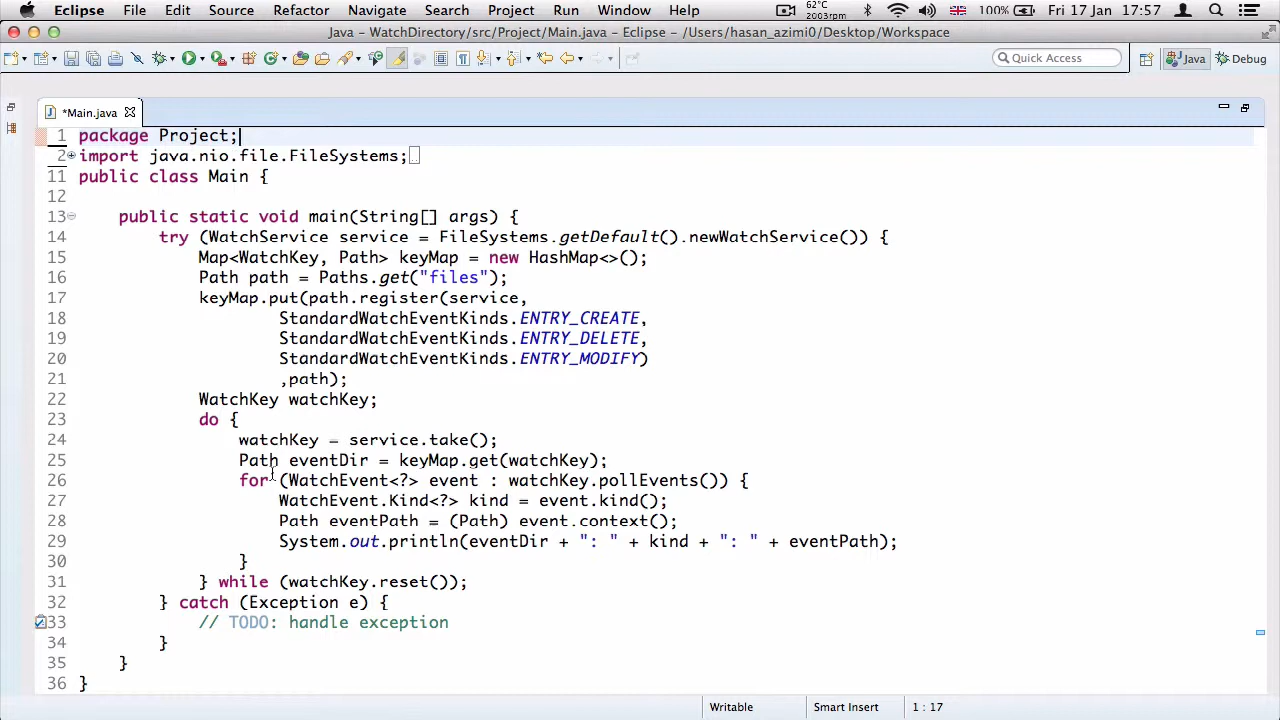 Eclipse File Edit Source Refactor Navigate Search Project Run Window Help 62°C 2003rpm 100% Fri 17 Jan 17:57
Java - WatchDirectory/src/Project/Main.java - Eclipse - /Users/hasan_azimi0/Desktop/Workspace
Quick Access Java Debug
*Main.java
1 package Project;
2 import java.nio.file.FileSystems;
11 public class Main {
12
13 public static void main(String[] args) {
14 try (WatchService service = FileSystems.getDefault().newWatchService()) {
15 Map<WatchKey, Path> keyMap = new HashMap<>();
16 Path path = Paths.get("files");
17 keyMap.put(path.register(service,
18 StandardWatchEventKinds.ENTRY_CREATE,
19 StandardWatchEventKinds.ENTRY_DELETE,
20 StandardWatchEventKinds.ENTRY_MODIFY)
21 ,path);
22 WatchKey watchKey;
23 do {
24 watchKey = service.take();
25 Path eventDir = keyMap.get(watchKey);
26 for (WatchEvent<?> event : watchKey.pollEvents()) {
27 WatchEvent.Kind<?> kind = event.kind();
28 Path eventPath = (Path) event.context();
29 System.out.println(eventDir + ": " + kind + ": " + eventPath);
30 }
31 } while (watchKey.reset());
32 } catch (Exception e) {
33 // TODO: handle exception
34 }
35 }
36 }
Writable Smart Insert 1 : 17